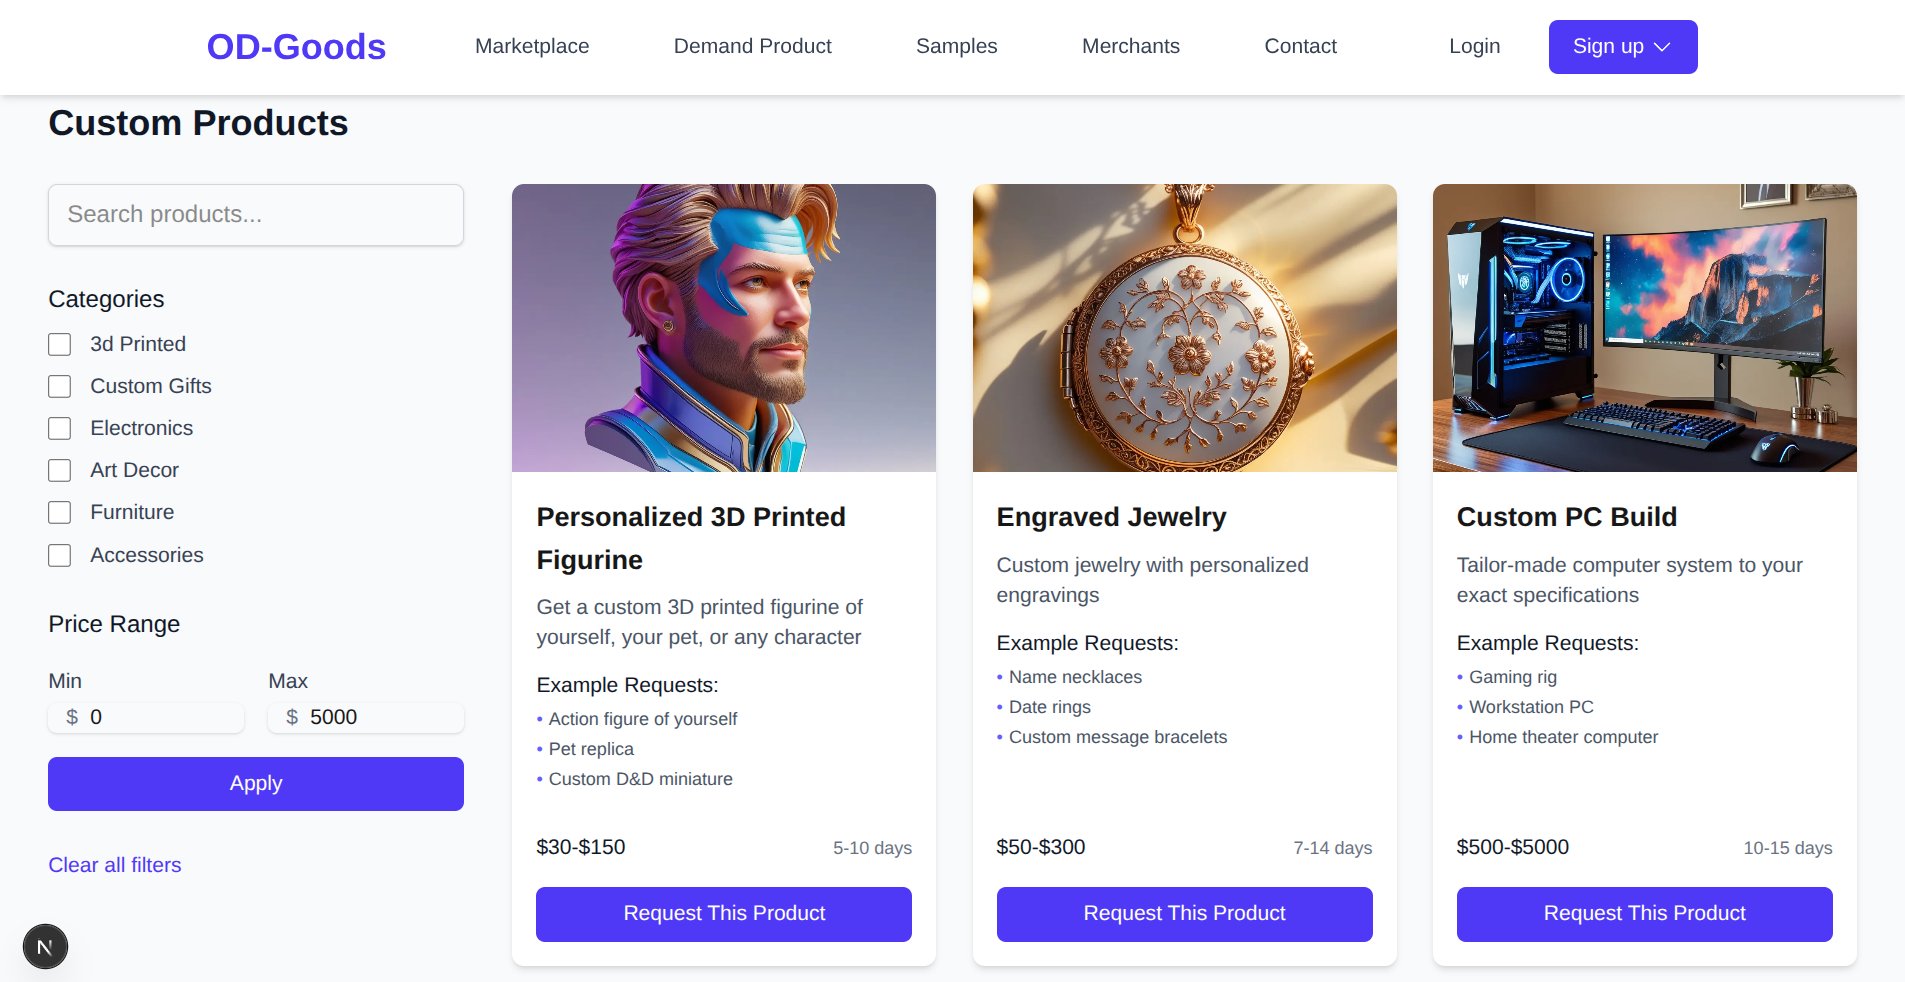 OD-Goods
Marketplace
Demand Product
Samples
Merchants
Contact
Login
Sign up
Custom Products
Search products...
Categories
3d Printed
Custom Gifts
Electronics
Art Decor
Furniture
Accessories
Price Range
Min
Max
$ 0
$ 5000
Apply
Clear all filters
N
Personalized 3D Printed
Figurine
Get a custom 3D printed figurine of
yourself, your pet, or any character
Example Requests:
• Action figure of yourself
• Pet replica
• Custom D&D miniature
$30-$150
5-10 days
Request This Product
Engraved Jewelry
Custom jewelry with personalized
engravings
Example Requests:
• Name necklaces
• Date rings
• Custom message bracelets
$50-$300
7-14 days
Request This Product
Custom PC Build
Tailor-made computer system to your
exact specifications
Example Requests:
• Gaming rig
• Workstation PC
• Home theater computer
$500-$5000
10-15 days
Request This Product